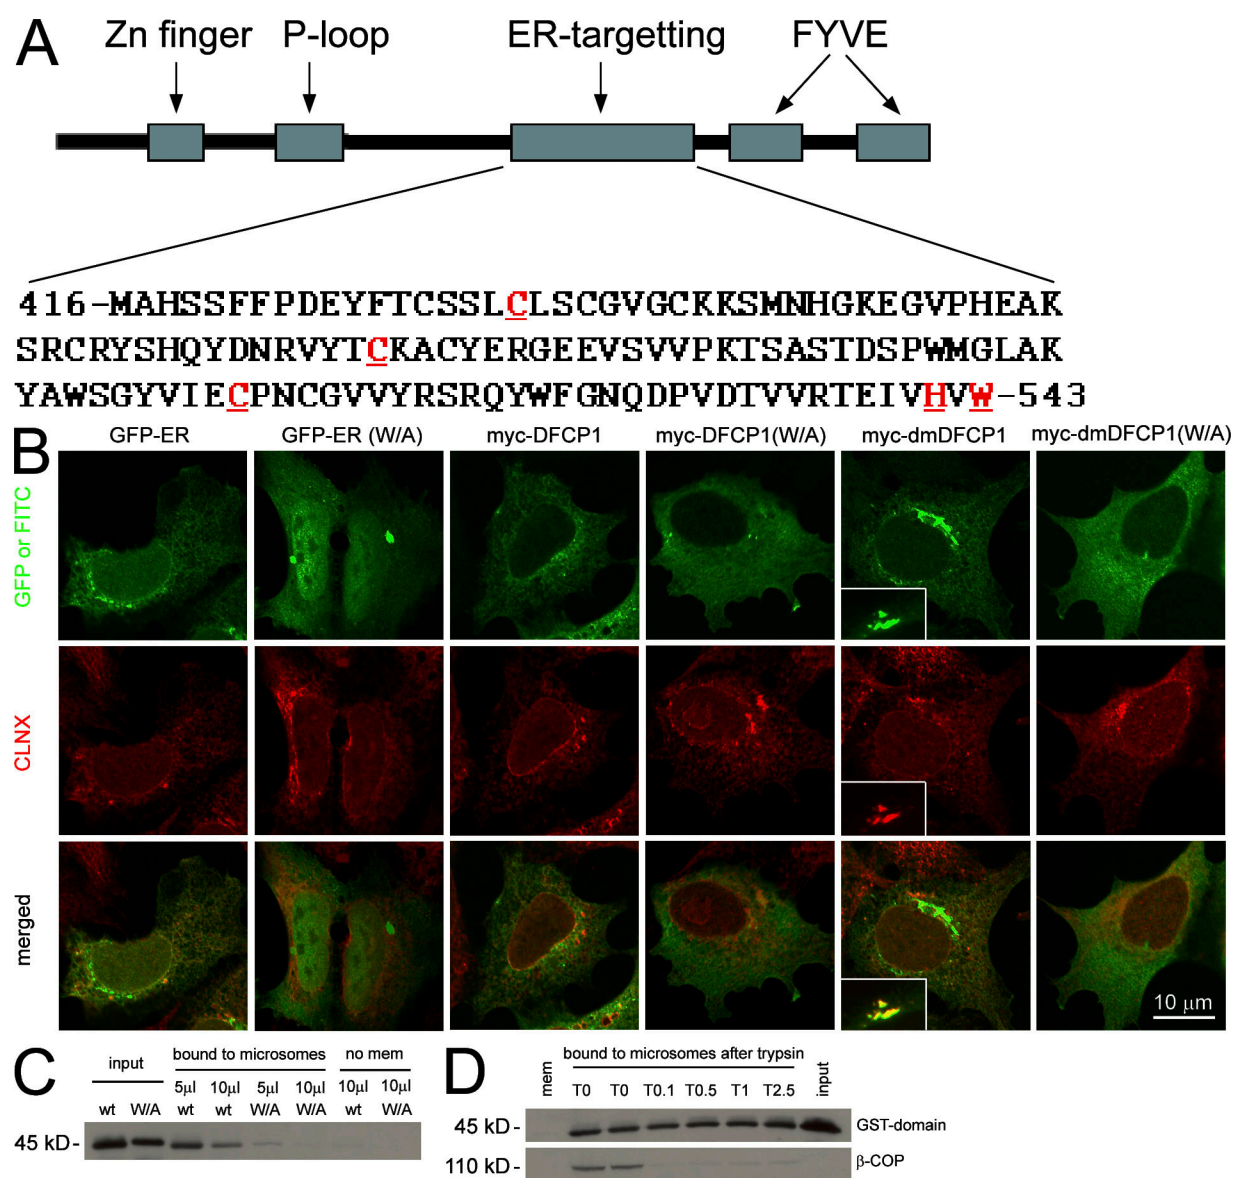 A
Zn finger P-loop ER-targetting FYVE
416-MAHSSFFPDEYFTCSSLCLSCGVGCKKSMNHGKEGVPHEAK
SRCRYSHQYDNRVYTCKACYERGEEVSVVPKTSASTDSPWMGLAK
YAWSGYVIECPNCGVVYRSRQYWFGNQDPVDTVVRTEIVHVW-543
B
GFP-ER GFP-ER (W/A) myc-DFCP1 myc-DFCP1(W/A) myc-dmDFCP1 myc-dmDFCP1(W/A)
GFP or FITC
CLNX
merged
10 μm
C
input bound to microsomes no mem
5μl 10μl 5μl 10μl 10μl 10μl
wt W/A wt wt W/A W/A wt W/A
45 kD-
D
mem bound to microsomes after trypsin input
T0 T0 T0.1 T0.5 T1 T2.5
45 kD- GST-domain
110 kD- β-COP